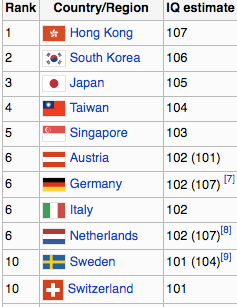 Rank Country/Region IQ estimate
1 Hong Kong 107
2 South Korea 106
3 Japan 105
4 Taiwan 104
5 Singapore 103
6 Austria 102 (101)
6 Germany 102 (107) [7]
6 Italy 102
6 Netherlands 102 (107)[8]
10 Sweden 101 (104)[9]
10 Switzerland 101